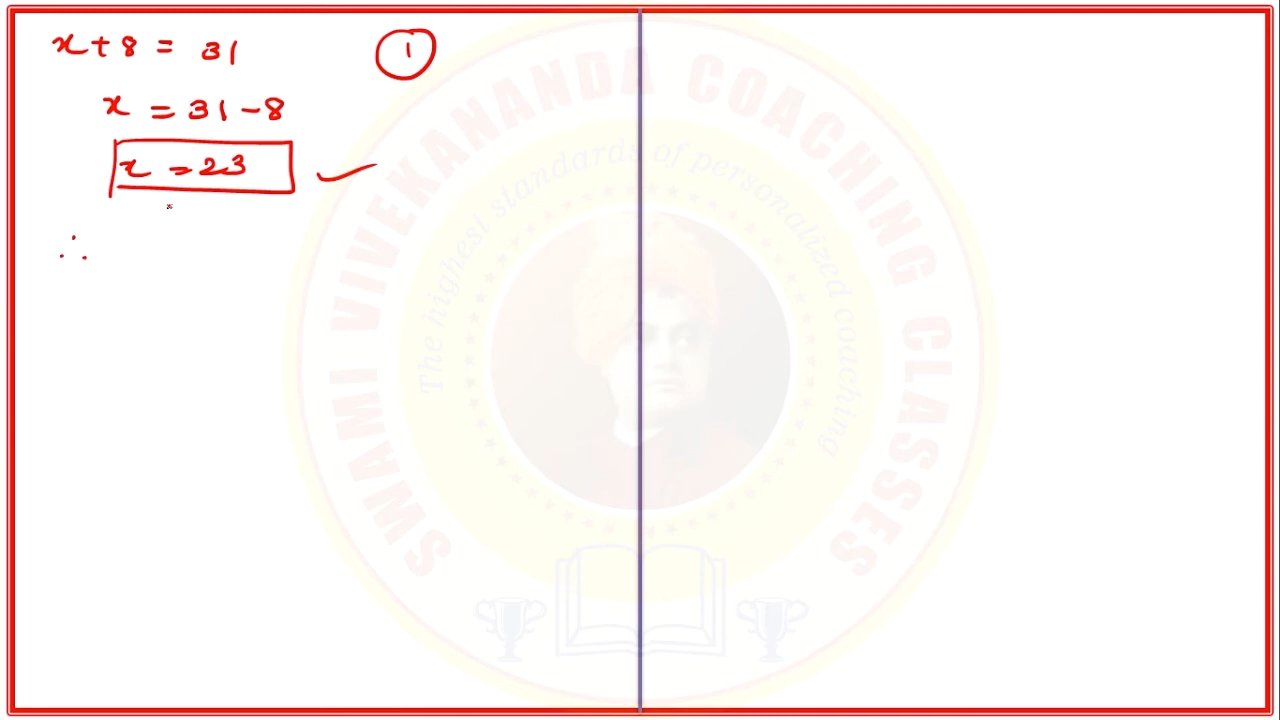 x + 8 = 31
1
x = 31 - 8
x = 23
∴
SWAMI VIVEKANANDA COACHING CLASSES
The highest standards of personalized coaching